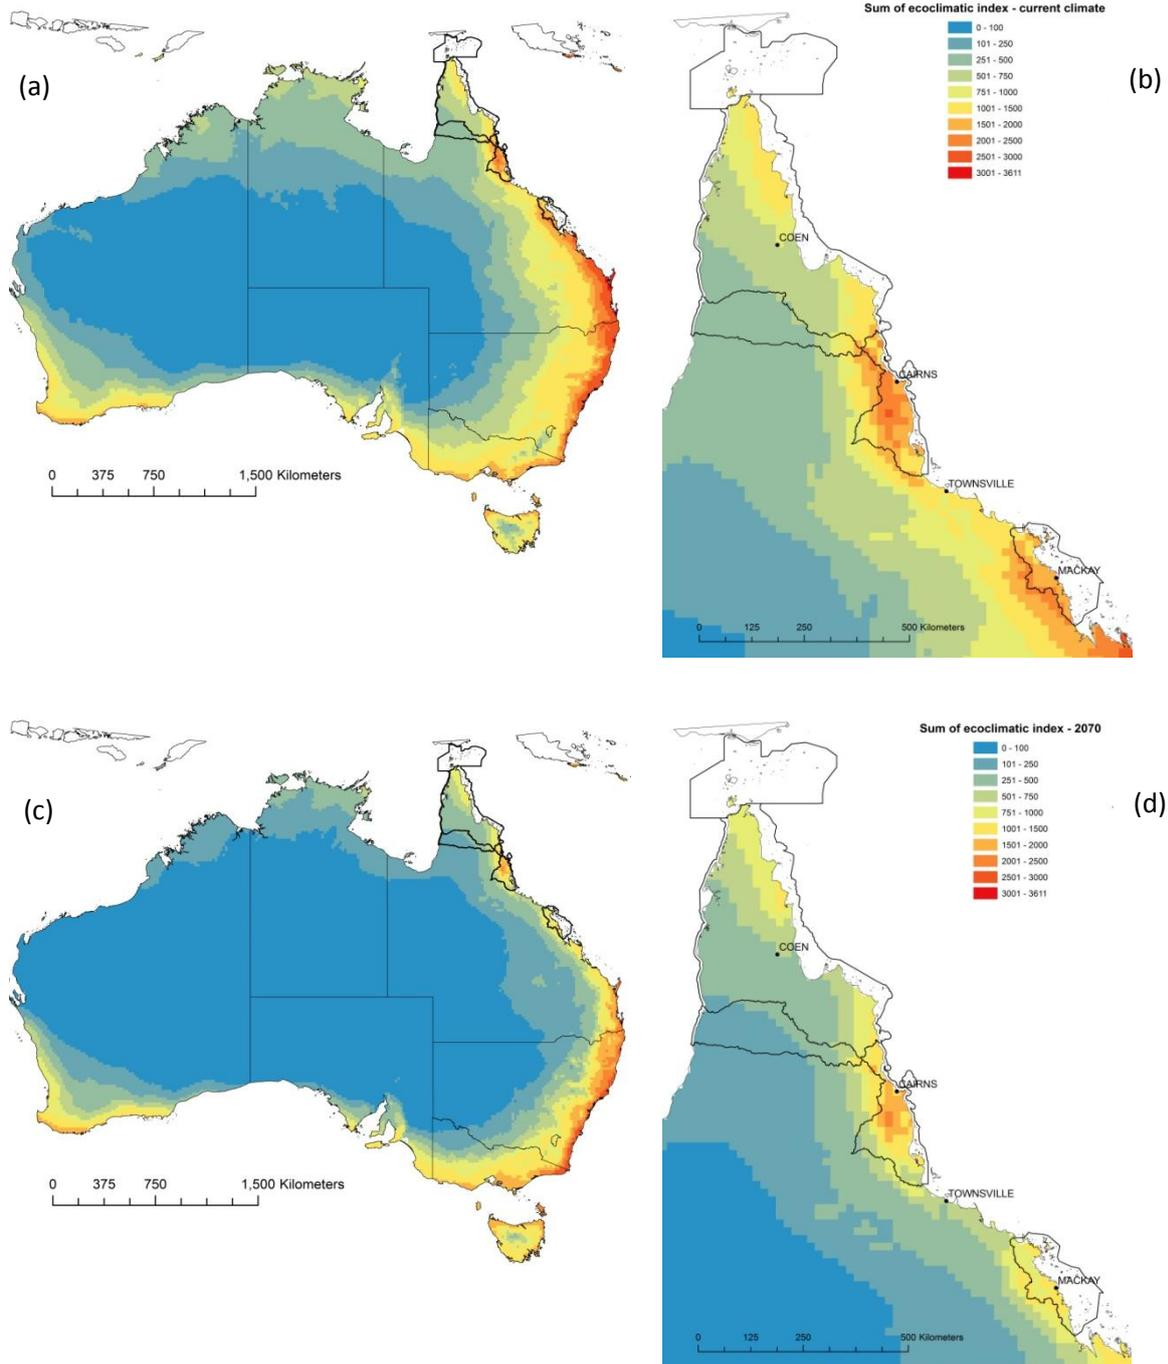 Sum of ecoclimatic index - current climate
0 - 100
101 - 250
251 - 500
501 - 750
751 - 1000
1001 - 1500
1501 - 2000
2001 - 2500
2501 - 3000
3001 - 3611
(a)
(b)
COEN
CAIRNS
TOWNSVILLE
MACKAY
0 375 750 1,500 Kilometers
0 125 250 500 Kilometers
Sum of ecoclimatic index - 2070
0 - 100
101 - 250
251 - 500
501 - 750
751 - 1000
1001 - 1500
1501 - 2000
2001 - 2500
2501 - 3000
3001 - 3611
(c)
(d)
COEN
CAIRNS
TOWNSVILLE
MACKAY
0 375 750 1,500 Kilometers
0 125 250 500 Kilometers